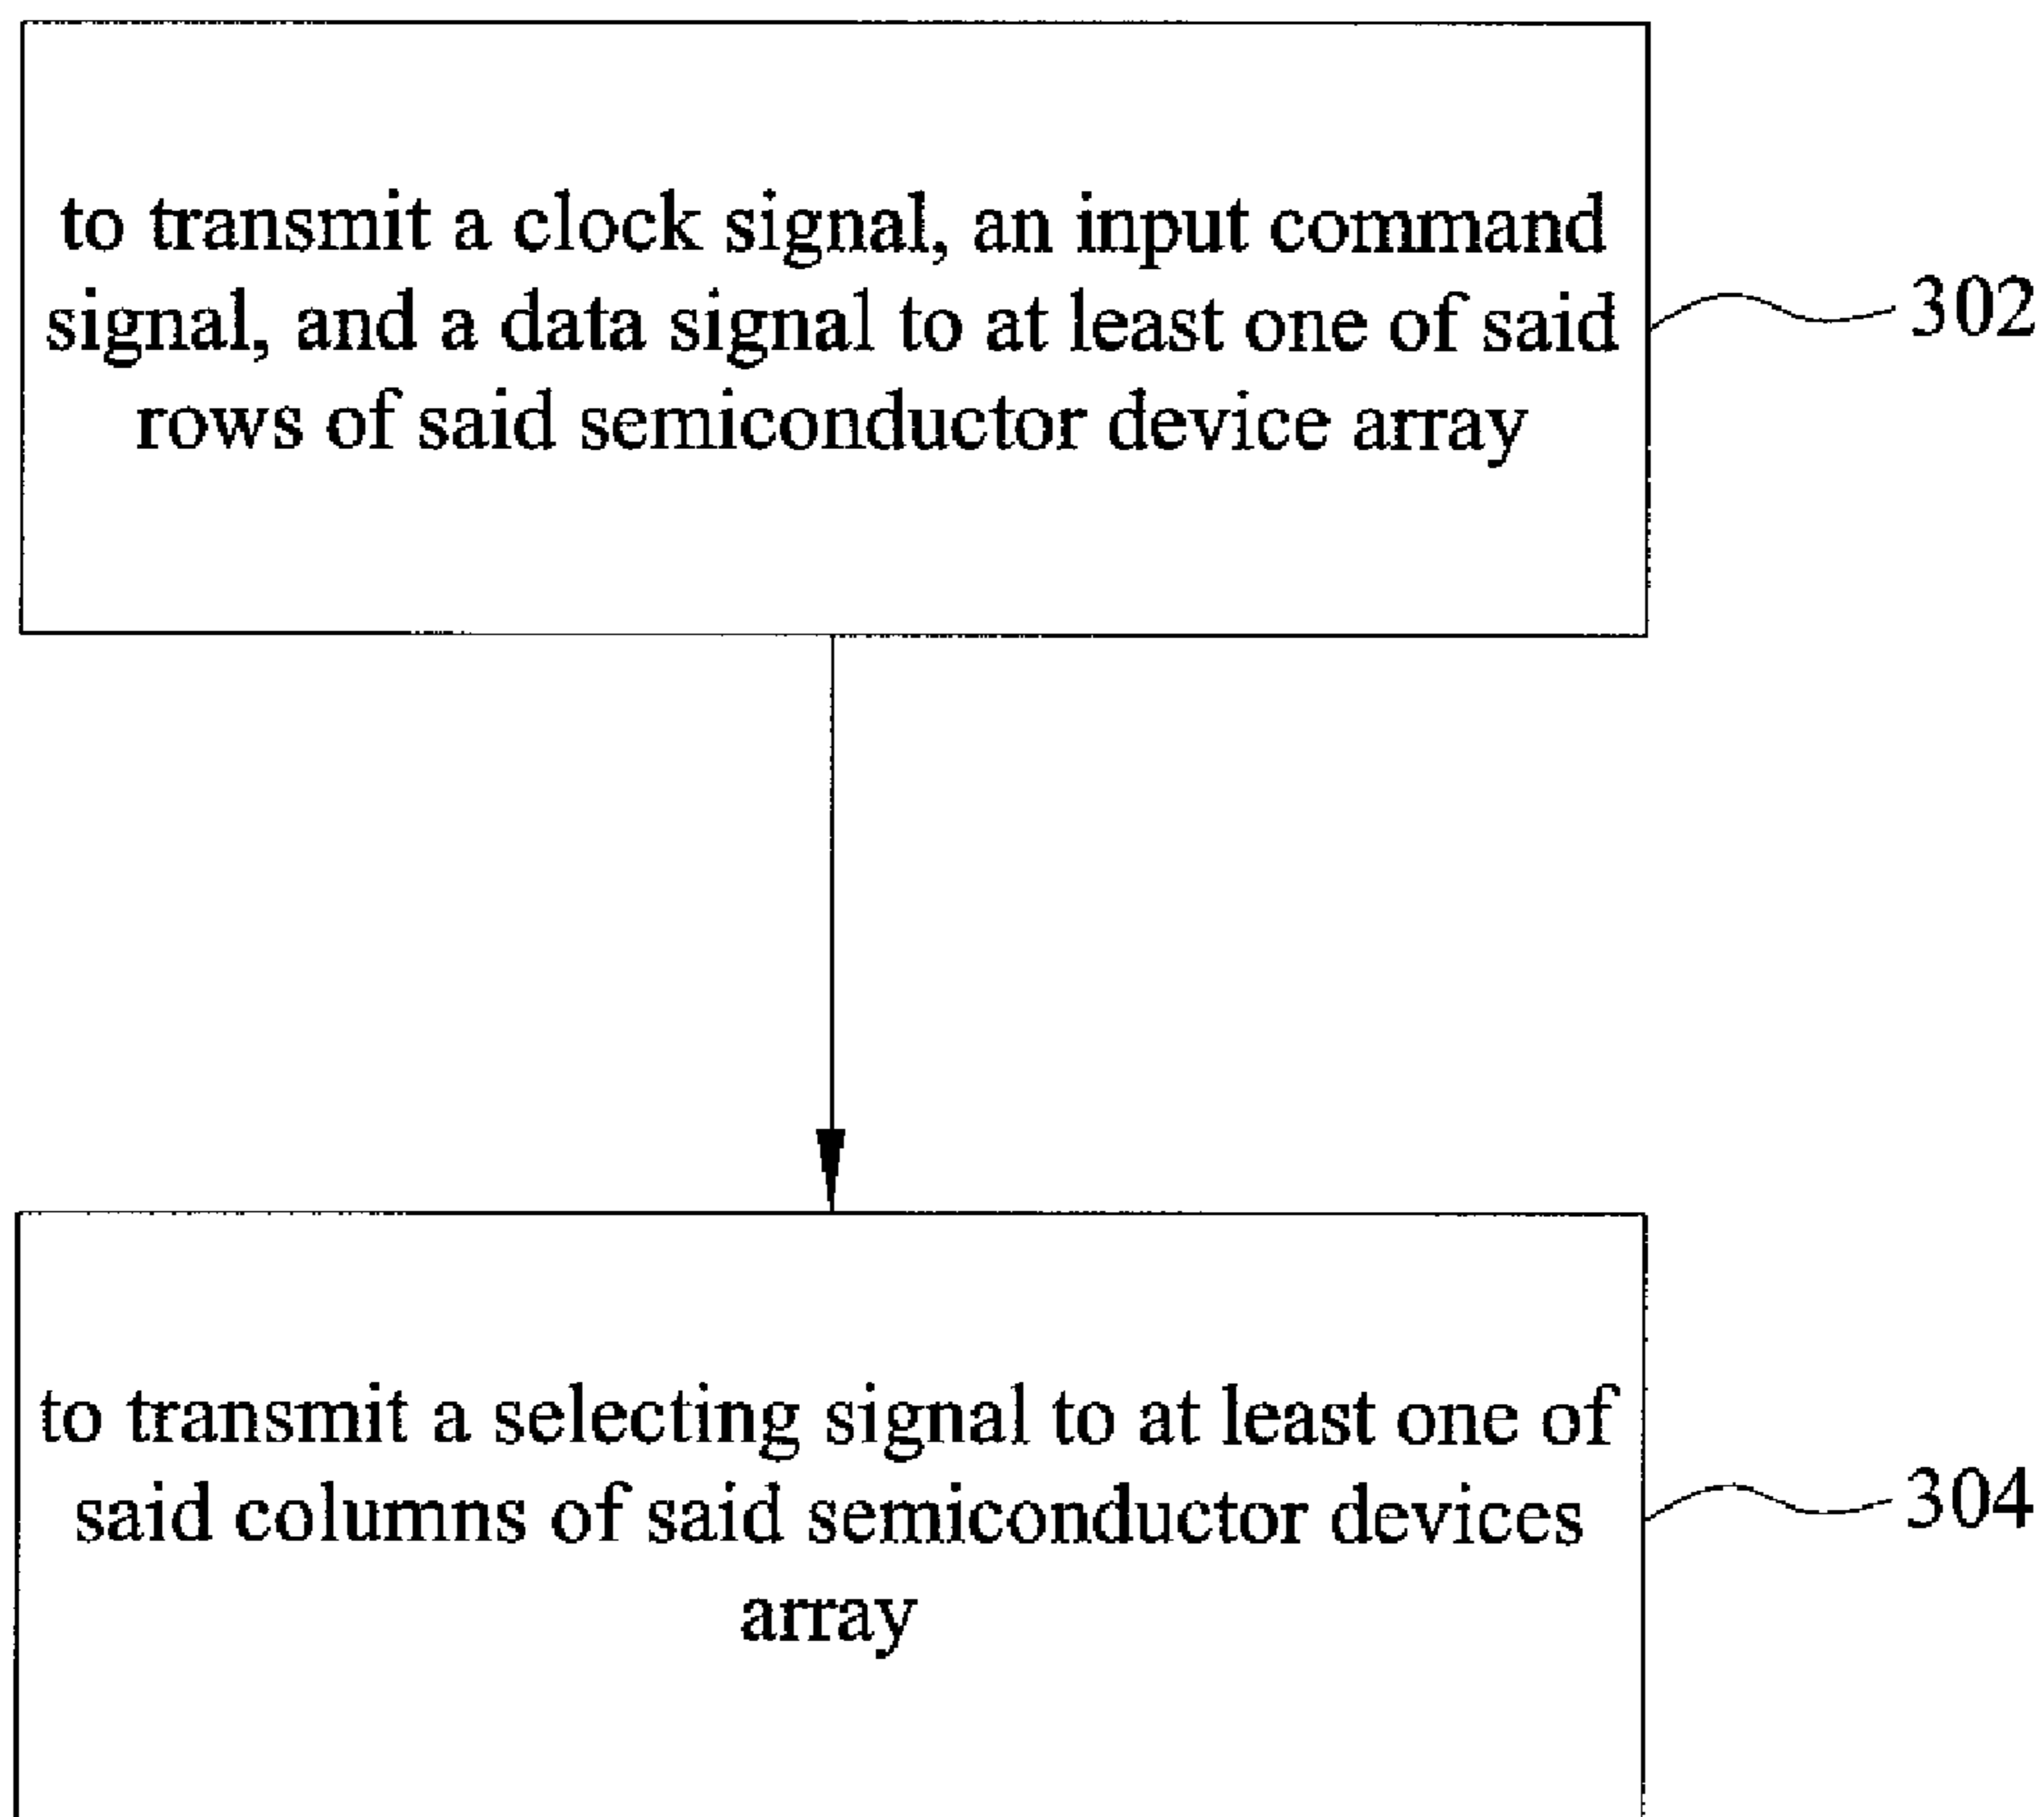 to transmit a clock signal, an input command
signal, and a data signal to at least one of said
rows of said semiconductor device array
302
to transmit a selecting signal to at least one of
said columns of said semiconductor devices
array
304